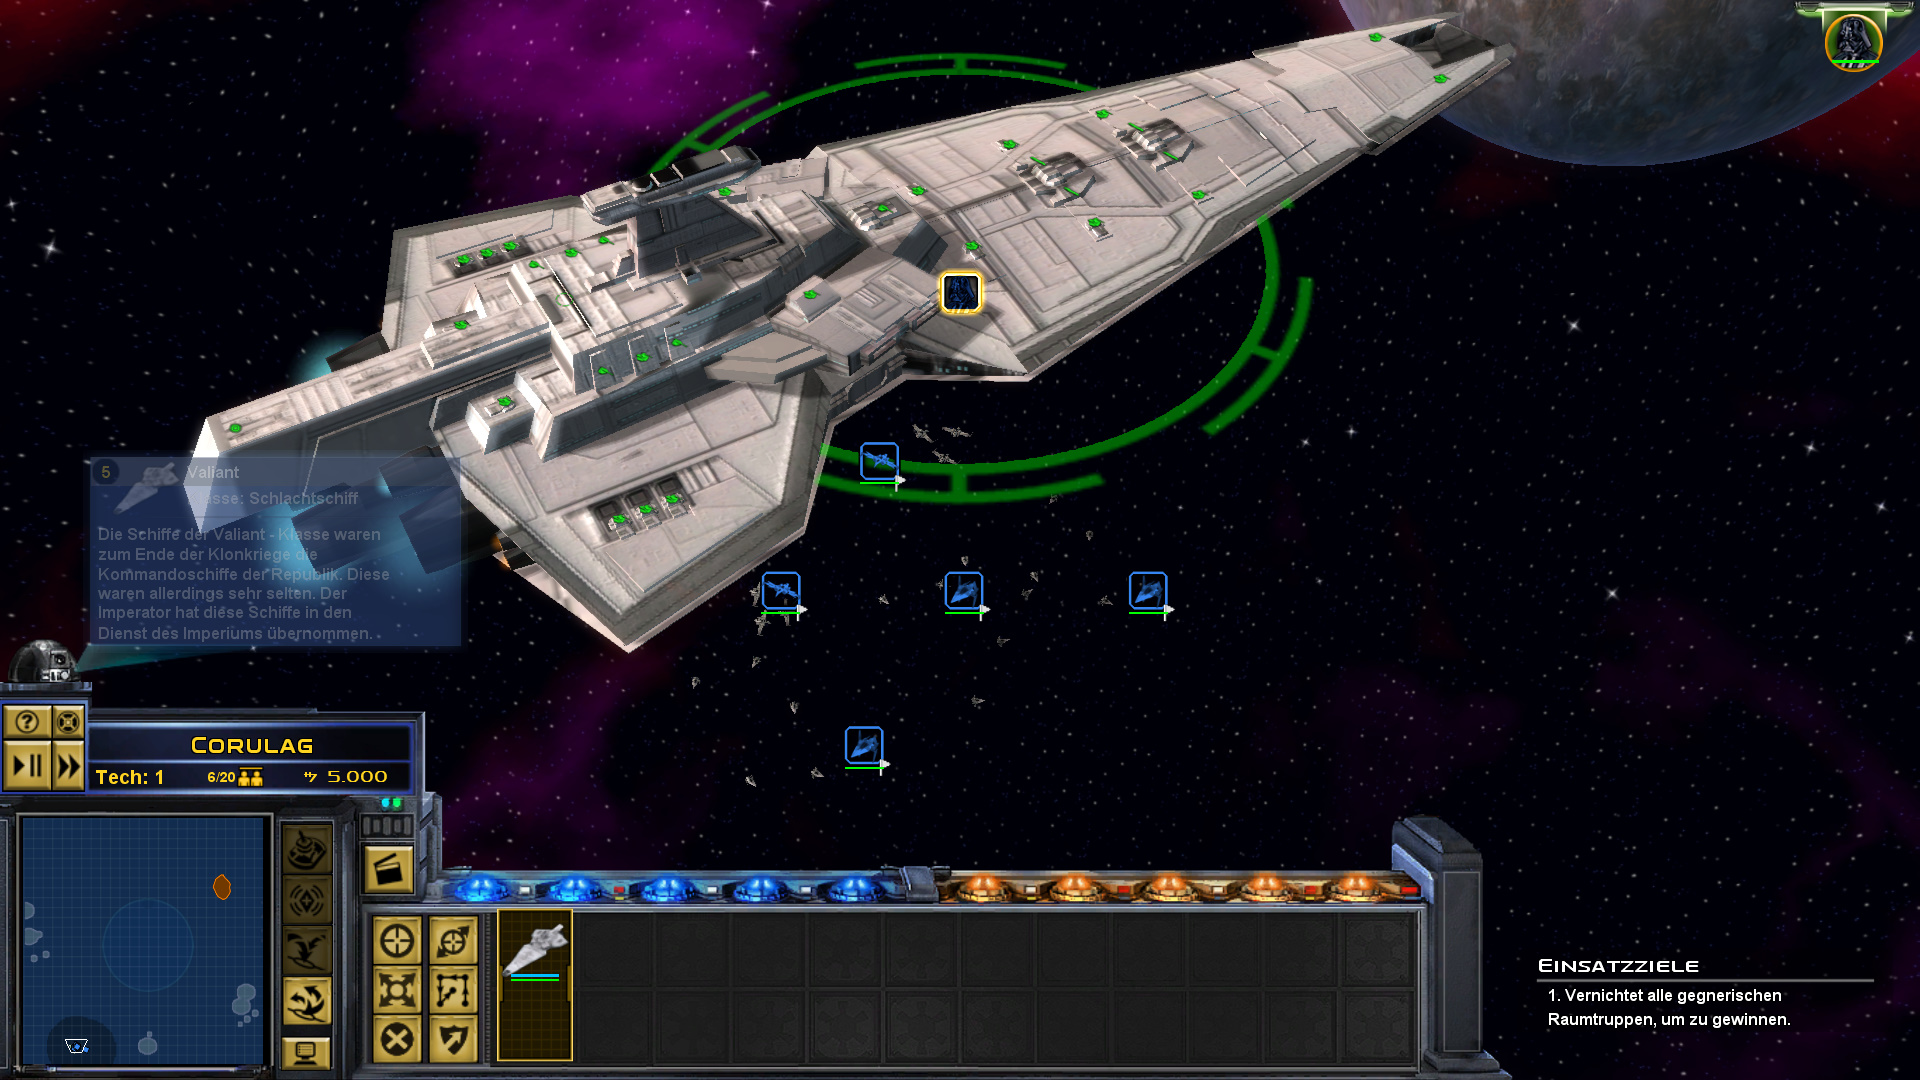 5 Valiant
Klasse: Schlachtschiff
Die Schiffe der Valiant - Klasse waren
zum Ende der Klonkriege die
Kommandoschiffe der Republik. Diese
waren allerdings sehr selten. Der
Imperator hat diese Schiffe in den
Dienst des Imperiums übernommen.
?
Corulag
Tech: 1 6/20 5.000
Einsatzziele
1. Vernichtet alle gegnerischen
Raumtruppen, um zu gewinnen.